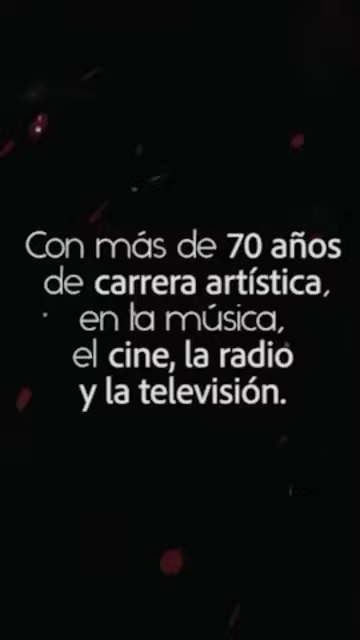 Con más de 70 años
de carrera artística,
en la música,
el cine, la radio
y la televisión.